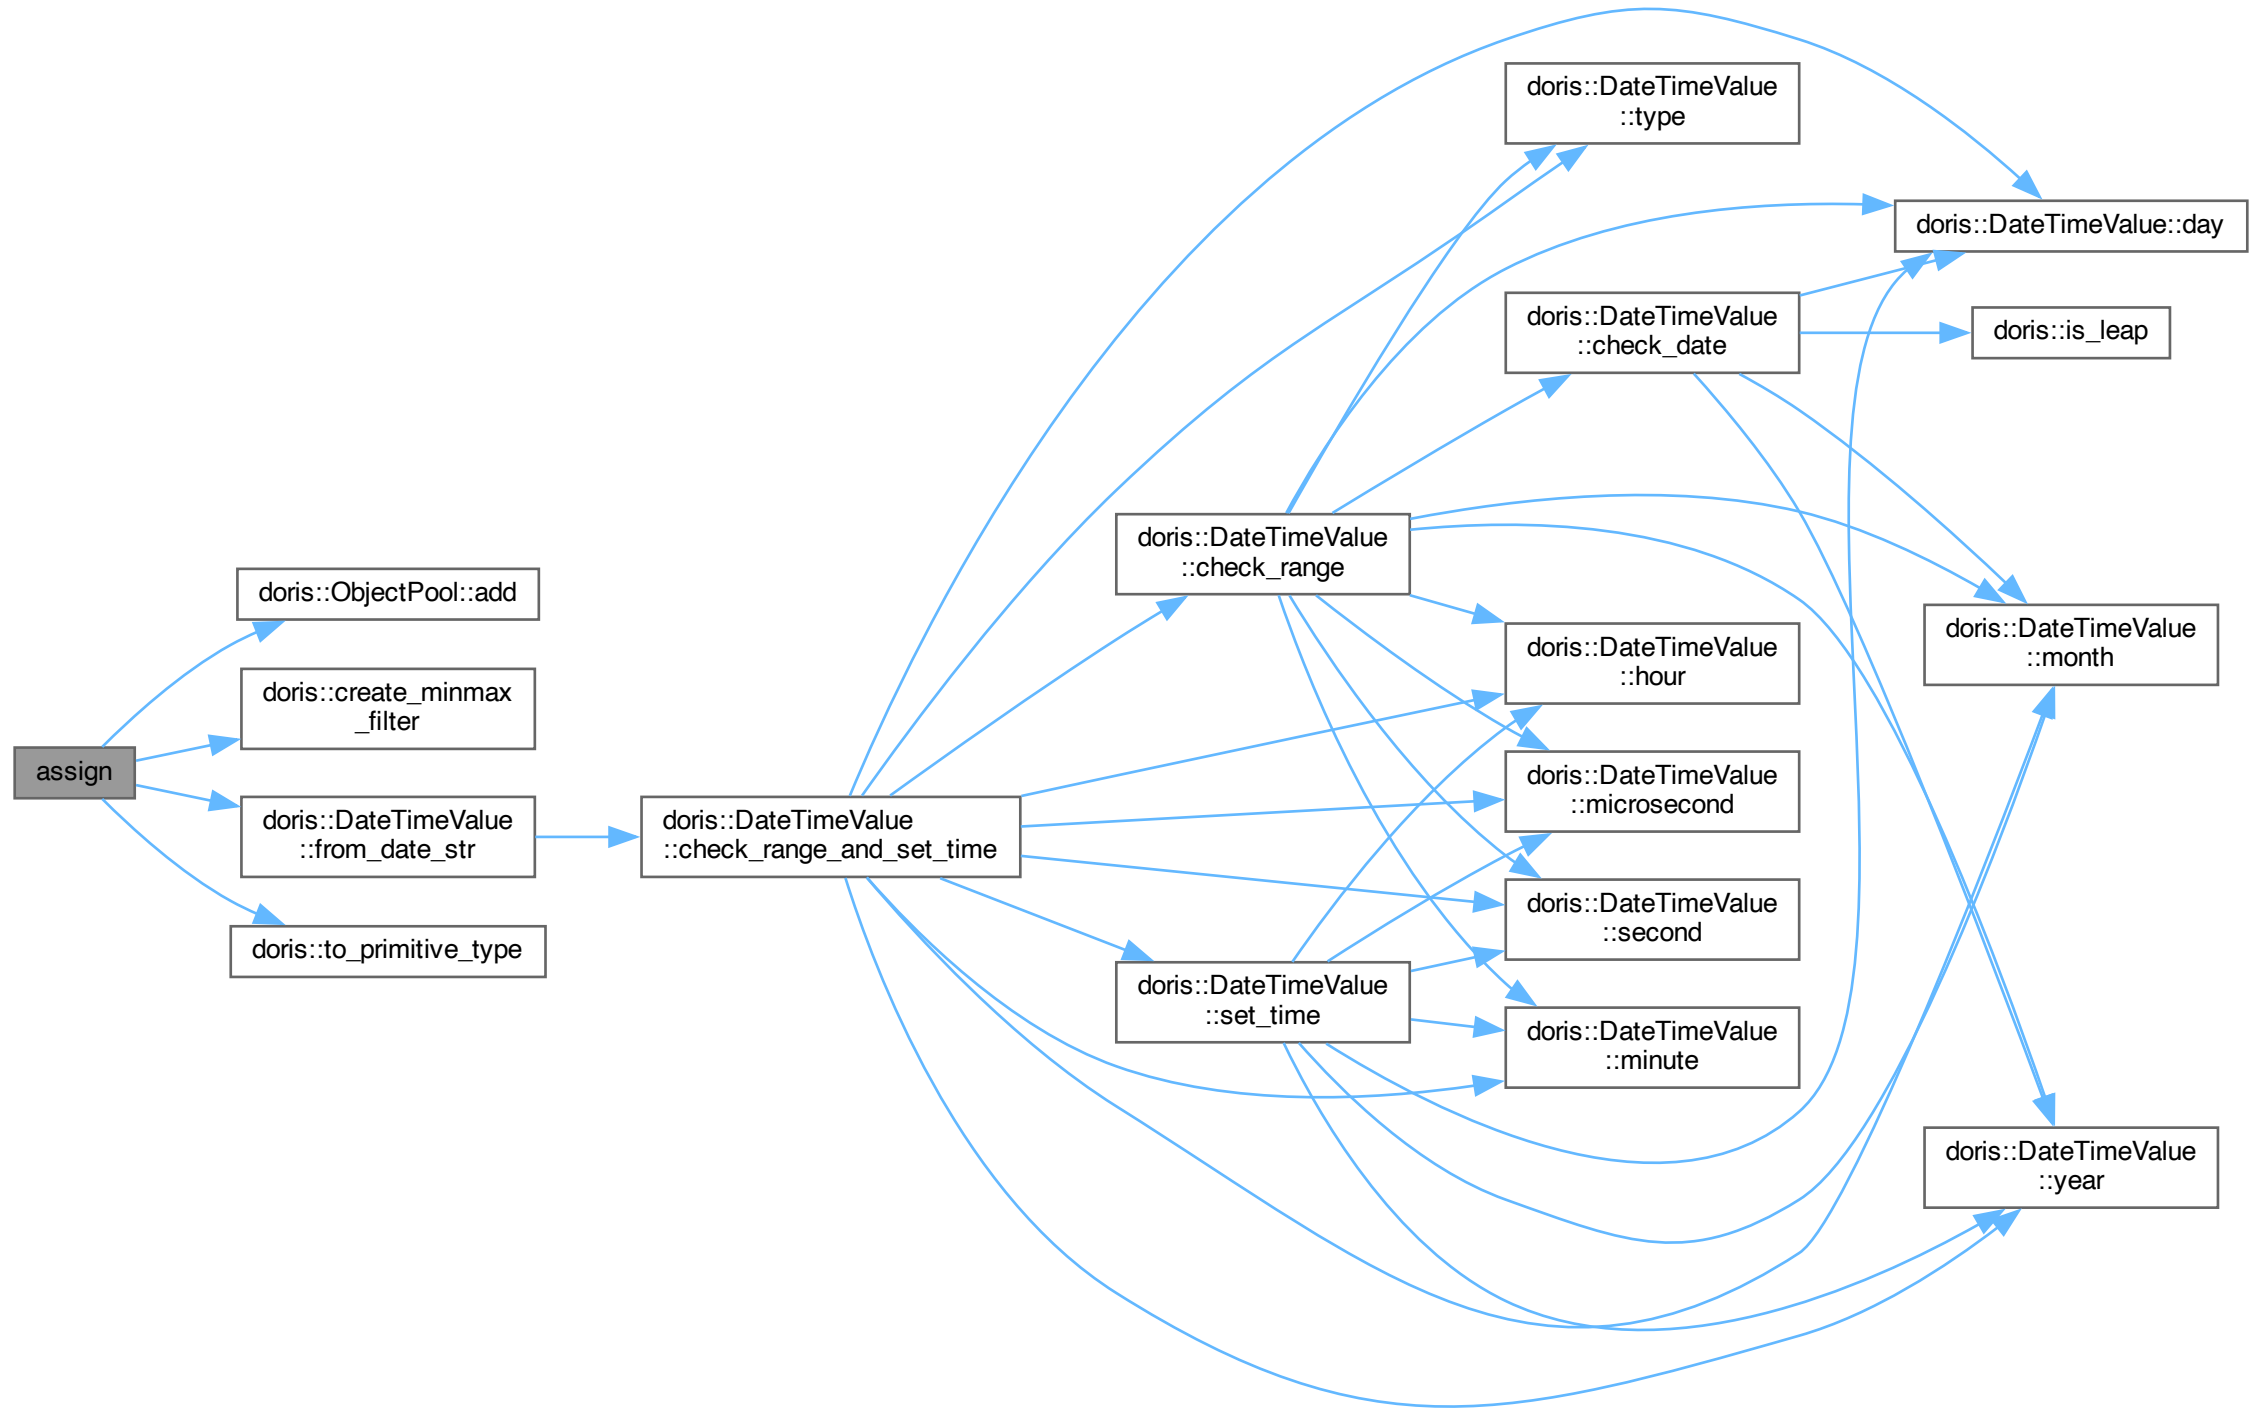 assign
doris::ObjectPool::add
doris::create_minmax
_filter
doris::DateTimeValue
::from_date_str
doris::to_primitive_type
doris::DateTimeValue
::check_range_and_set_time
doris::DateTimeValue
::check_range
doris::DateTimeValue
::set_time
doris::DateTimeValue
::type
doris::DateTimeValue
::check_date
doris::DateTimeValue
::hour
doris::DateTimeValue
::microsecond
doris::DateTimeValue
::second
doris::DateTimeValue
::minute
doris::DateTimeValue::day
doris::is_leap
doris::DateTimeValue
::month
doris::DateTimeValue
::year